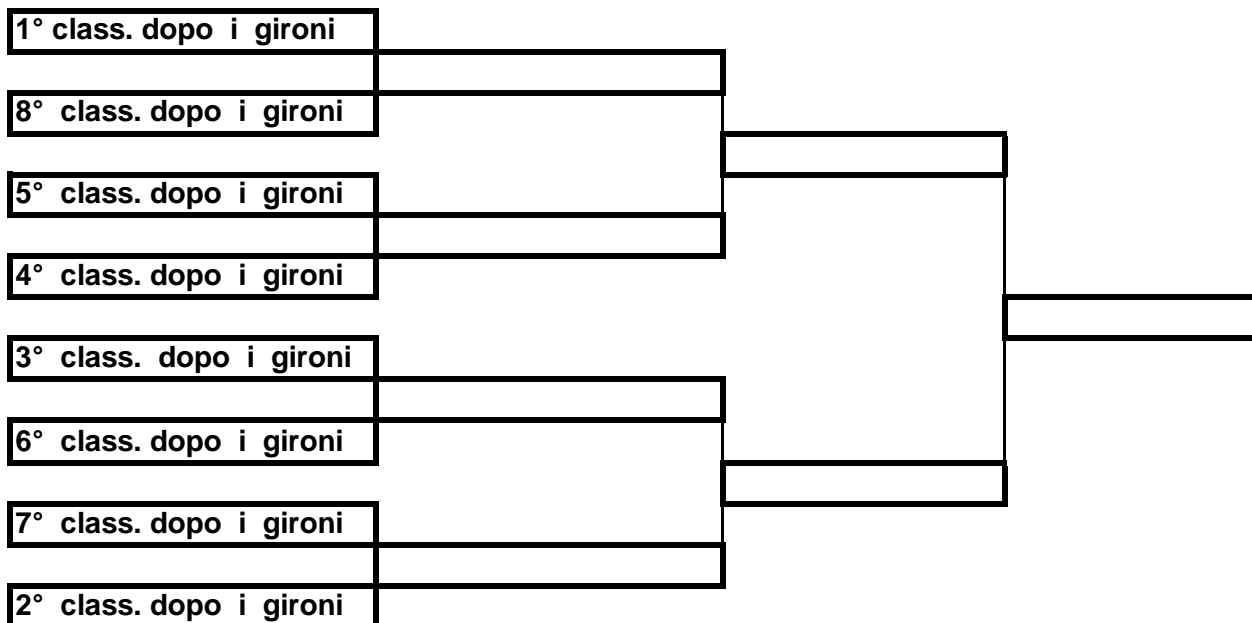 1° class. dopo i gironi
8° class. dopo i gironi
5° class. dopo i gironi
4° class. dopo i gironi
3° class. dopo i gironi
6° class. dopo i gironi
7° class. dopo i gironi
2° class. dopo i gironi